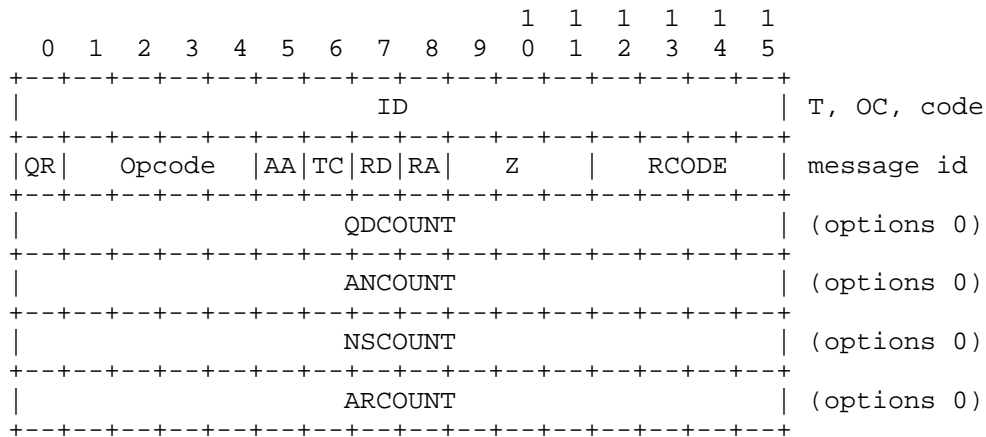 1  1  1  1  1  1
  0  1  2  3  4  5  6  7  8  9  0  1  2  3  4  5
+--+--+--+--+--+--+--+--+--+--+--+--+--+--+--+--+
|                      ID                       | T, OC, code
+--+--+--+--+--+--+--+--+--+--+--+--+--+--+--+--+
|QR|   Opcode  |AA|TC|RD|RA|   Z    |   RCODE   | message id
+--+--+--+--+--+--+--+--+--+--+--+--+--+--+--+--+
|                    QDCOUNT                    | (options 0)
+--+--+--+--+--+--+--+--+--+--+--+--+--+--+--+--+
|                    ANCOUNT                    | (options 0)
+--+--+--+--+--+--+--+--+--+--+--+--+--+--+--+--+
|                    NSCOUNT                    | (options 0)
+--+--+--+--+--+--+--+--+--+--+--+--+--+--+--+--+
|                    ARCOUNT                    | (options 0)
+--+--+--+--+--+--+--+--+--+--+--+--+--+--+--+--+